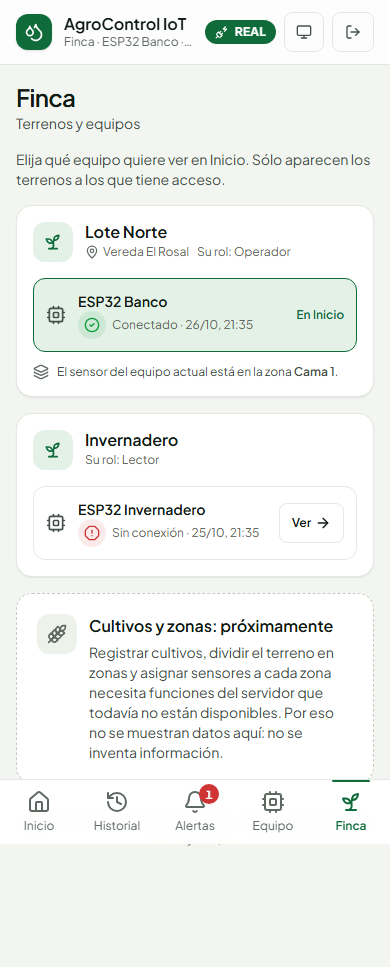 AgroControl IoT
Finca · ESP32 Banco ·...
REAL
Finca
Terrenos y equipos
Elija qué equipo quiere ver en Inicio. Sólo aparecen los
terrenos a los que tiene acceso.
Lote Norte
Vereda El Rosal Su rol: Operador
ESP32 Banco
Conectado · 26/10, 21:35
En Inicio
El sensor del equipo actual está en la zona Cama 1.
Invernadero
Su rol: Lector
ESP32 Invernadero
Sin conexión · 25/10, 21:35
Ver
Cultivos y zonas: próximamente
Registrar cultivos, dividir el terreno en
zonas y asignar sensores a cada zona
necesita funciones del servidor que
todavía no están disponibles. Por eso
no se muestran datos aquí: no se
inventa información.
1
Inicio
Historial
Alertas
Equipo
Finca